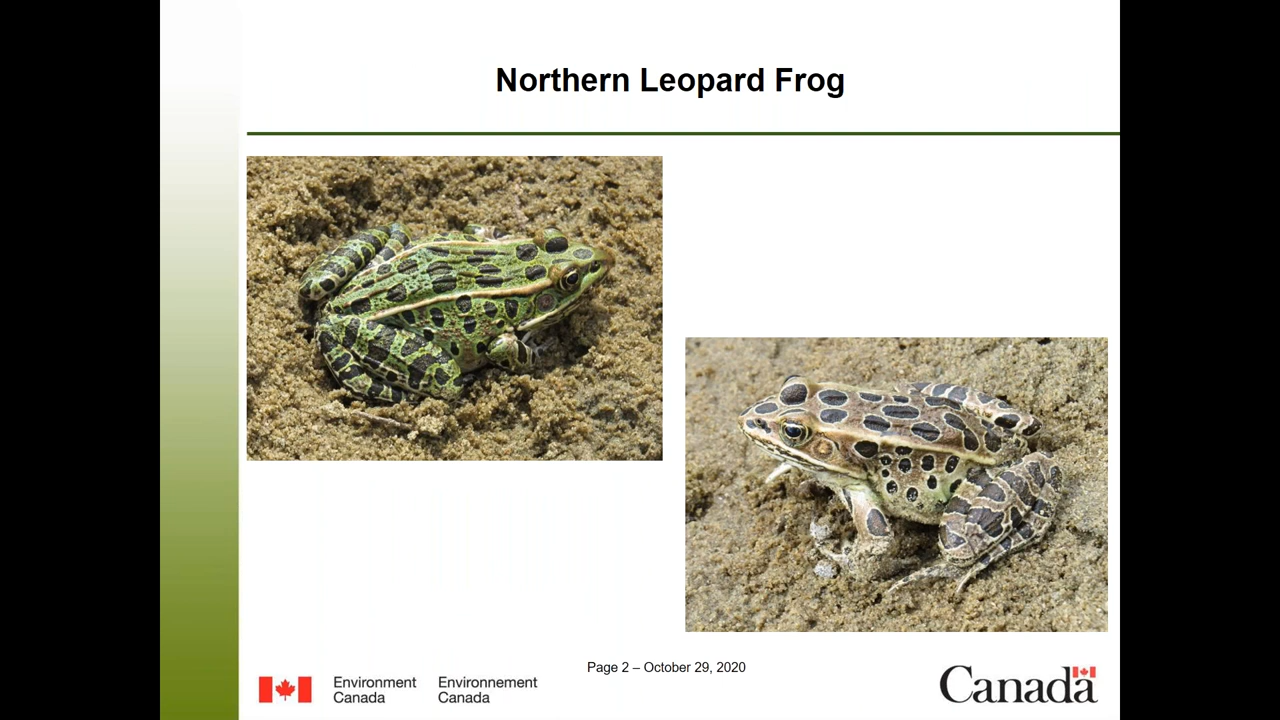 Northern Leopard Frog
Page 2 – October 29, 2020
Environment
Canada
Environnement
Canada
Canada